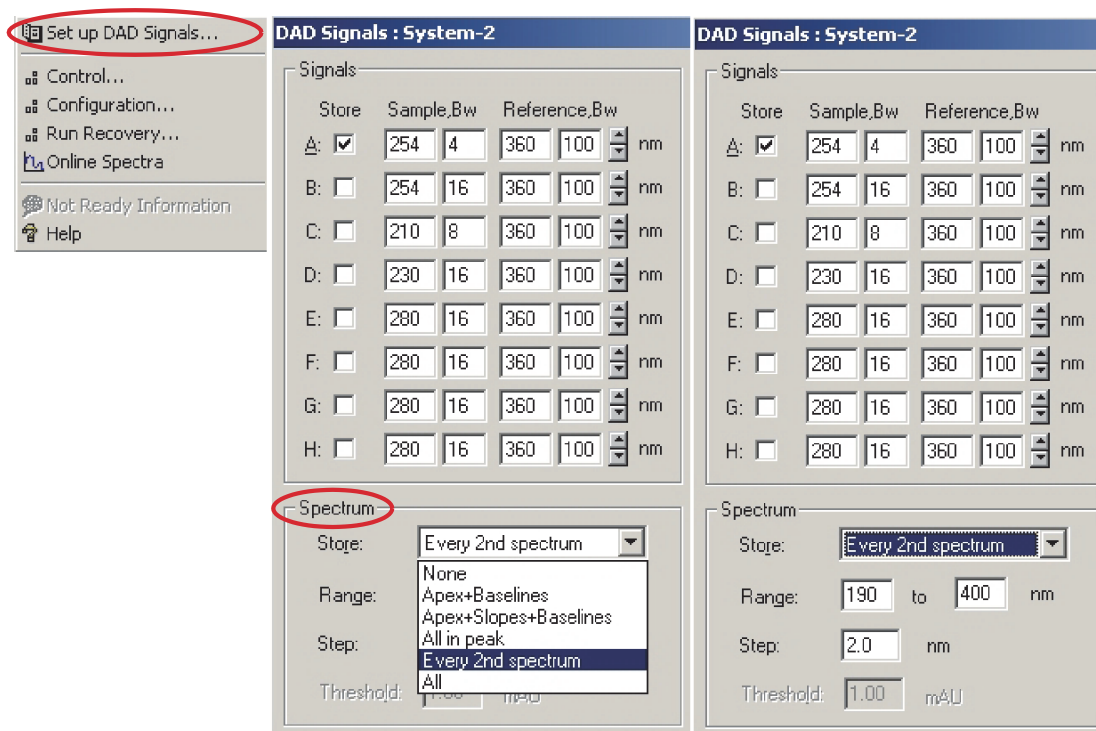 Set up DAD Signals...
Control...
Configuration...
Run Recovery...
Online Spectra
Not Ready Information
Help
DAD Signals : System-2
Signals
Store Sample,Bw Reference,Bw
A: 254 4 360 100 nm
B: 254 16 360 100 nm
C: 210 8 360 100 nm
D: 230 16 360 100 nm
E: 280 16 360 100 nm
F: 280 16 360 100 nm
G: 280 16 360 100 nm
H: 280 16 360 100 nm
Spectrum
Store: Every 2nd spectrum
None
Range: Apex+Baselines
Apex+Slopes+Baselines
Step: All in peak
Every 2nd spectrum
All
Threshold: 1.00 mAU
DAD Signals : System-2
Signals
Store Sample,Bw Reference,Bw
A: 254 4 360 100 nm
B: 254 16 360 100 nm
C: 210 8 360 100 nm
D: 230 16 360 100 nm
E: 280 16 360 100 nm
F: 280 16 360 100 nm
G: 280 16 360 100 nm
H: 280 16 360 100 nm
Spectrum
Store: Every 2nd spectrum
Range: 190 to 400 nm
Step: 2.0 nm
Threshold: 1.00 mAU